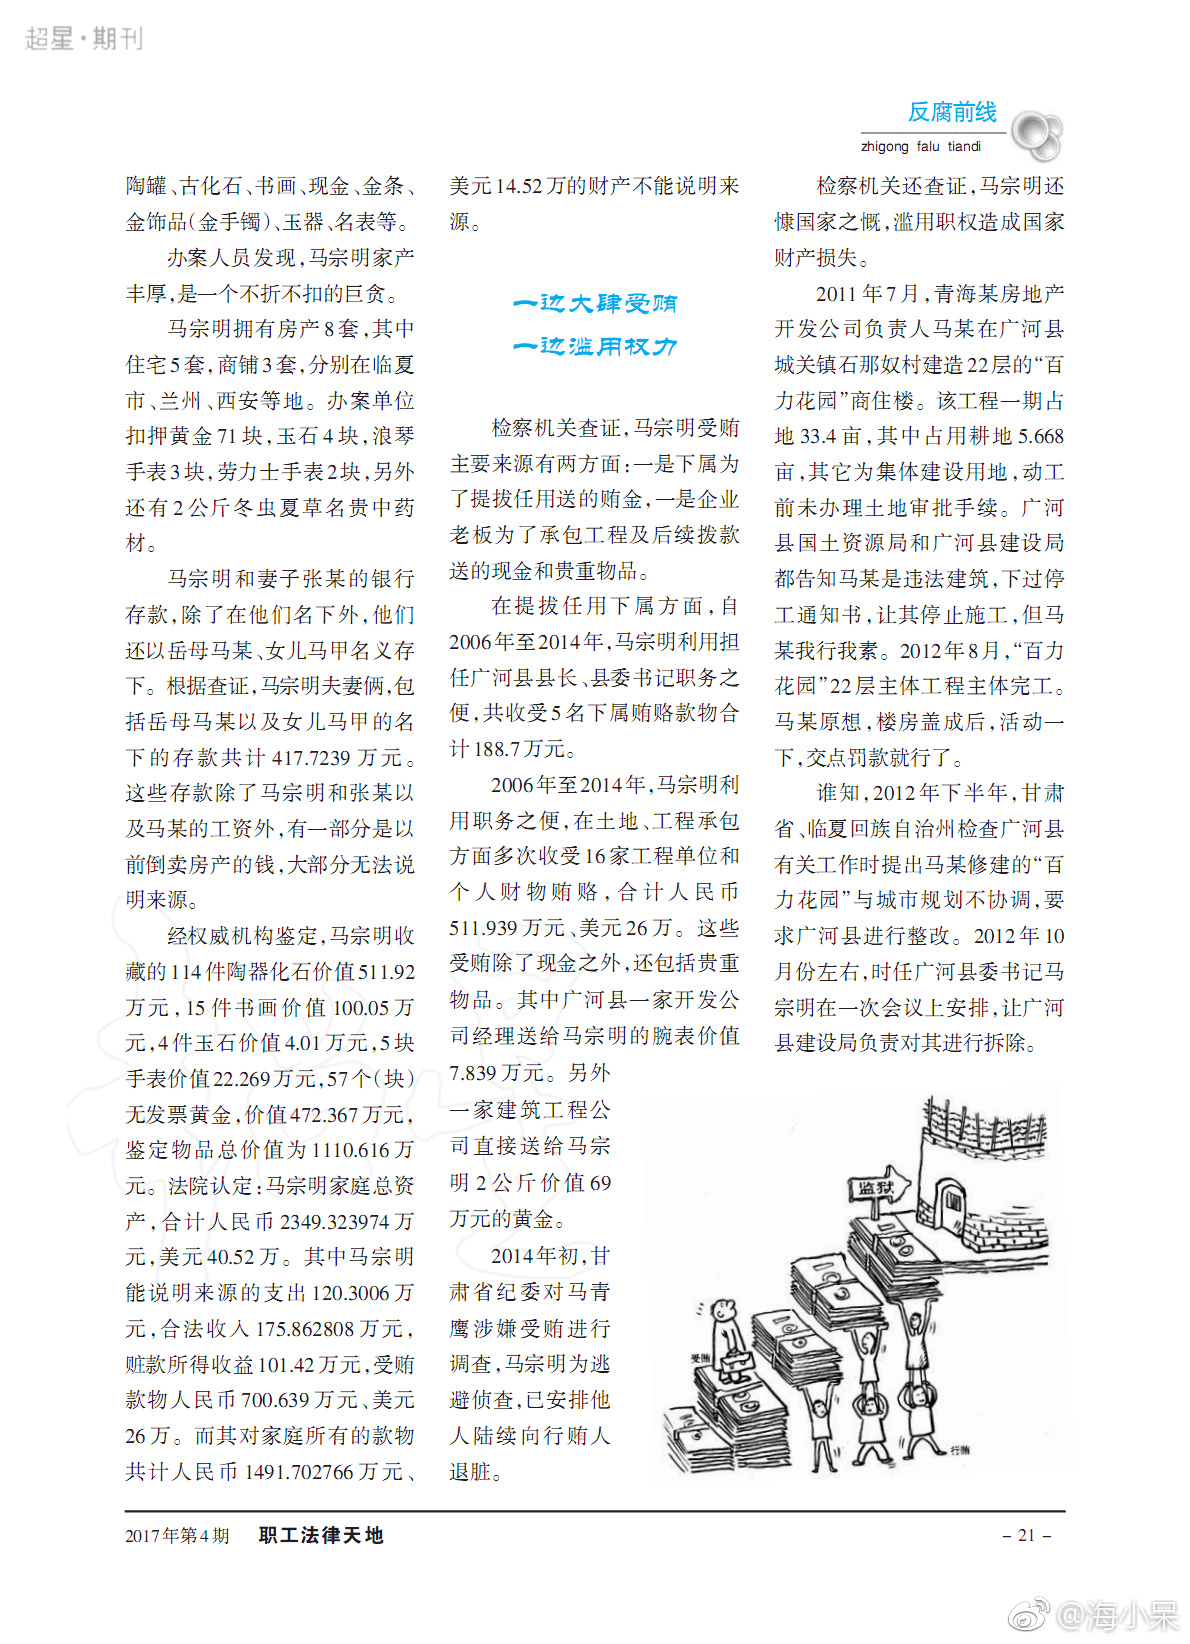 超星·期刊
反腐前线
zhigong falu tiandi
陶罐、古化石、书画、现金、金条、
金饰品(金手镯)、玉器、名表等。
办案人员发现,马宗明家产
丰厚,是一个不折不扣的巨贪。
马宗明拥有房产8套,其中
住宅5套,商铺3套,分别在临夏
市、兰州、西安等地。办案单位
扣押黄金71块,玉石4块,浪琴
手表3块,劳力士手表2块,另外
还有2公斤冬虫夏草名贵中药
材。
马宗明和妻子张某的银行
存款,除了在他们名下外,他们
还以岳母马某、女儿马甲名义存
下。根据查证,马宗明夫妻俩,包
括岳母马某以及女儿马甲的名
下的存款共计417.7239万元。
这些存款除了马宗明和张某以
及马某的工资外,有一部分是以
前倒卖房产的钱,大部分无法说
明来源。
经权威机构鉴定,马宗明收
藏的114件陶器化石价值511.92
万元,15件书画价值100.05万
元,4件玉石价值4.01万元,5块
手表价值22.269万元,57个(块)
无发票黄金,价值472.367万元,
鉴定物品总价值为1110.616万
元。法院认定:马宗明家庭总资
产,合计人民币2349.323974万
元,美元40.52万。其中马宗明
能说明来源的支出120.3006万
元,合法收入175.862808万元,
赃款所得收益101.42万元,受贿
款物人民币700.639万元、美元
26万。而其对家庭所有的款物
共计人民币1491.702766万元、
美元14.52万的财产不能说明来
源。
一边大肆受贿
一边滥用权力
检察机关查证,马宗明受贿
主要来源有两方面:一是下属为
了提拔任用送的贿金,一是企业
老板为了承包工程及后续拨款
送的现金和贵重物品。
在提拔任用下属方面,自
2006年至2014年,马宗明利用担
任广河县县长、县委书记职务之
便,共收受5名下属贿赂款物合
计188.7万元。
2006年至2014年,马宗明利
用职务之便,在土地、工程承包
方面多次收受16家工程单位和
个人财物贿赂,合计人民币
511.939万元、美元26万。这些
受贿除了现金之外,还包括贵重
物品。其中广河县一家开发公
司经理送给马宗明的腕表价值
7.839万元。另外
一家建筑工程公
司直接送给马宗
明2公斤价值69
万元的黄金。
2014年初,甘
肃省纪委对马青
鹰涉嫌受贿进行
调查,马宗明为逃
避侦查,已安排他
人陆续向行贿人
退脏。
检察机关还查证,马宗明还
慷国家之慨,滥用职权造成国家
财产损失。
2011年7月,青海某房地产
开发公司负责人马某在广河县
城关镇石那奴村建造22层的“百
力花园”商住楼。该工程一期占
地33.4亩,其中占用耕地5.668
亩,其它为集体建设用地,动工
前未办理土地审批手续。广河
县国土资源局和广河县建设局
都告知马某是违法建筑,下过停
工通知书,让其停止施工,但马
某我行我素。2012年8月,“百力
花园”22层主体工程主体完工。
马某原想,楼房盖成后,活动一
下,交点罚款就行了。
谁知,2012年下半年,甘肃
省、临夏回族自治州检查广河县
有关工作时提出马某修建的“百
力花园”与城市规划不协调,要
求广河县进行整改。2012年10
月份左右,时任广河县委书记马
宗明在一次会议上安排,让广河
县建设局负责对其进行拆除。
监狱
受贿
行贿
2017年第4期 职工法律天地
- 21 -
@海小呆